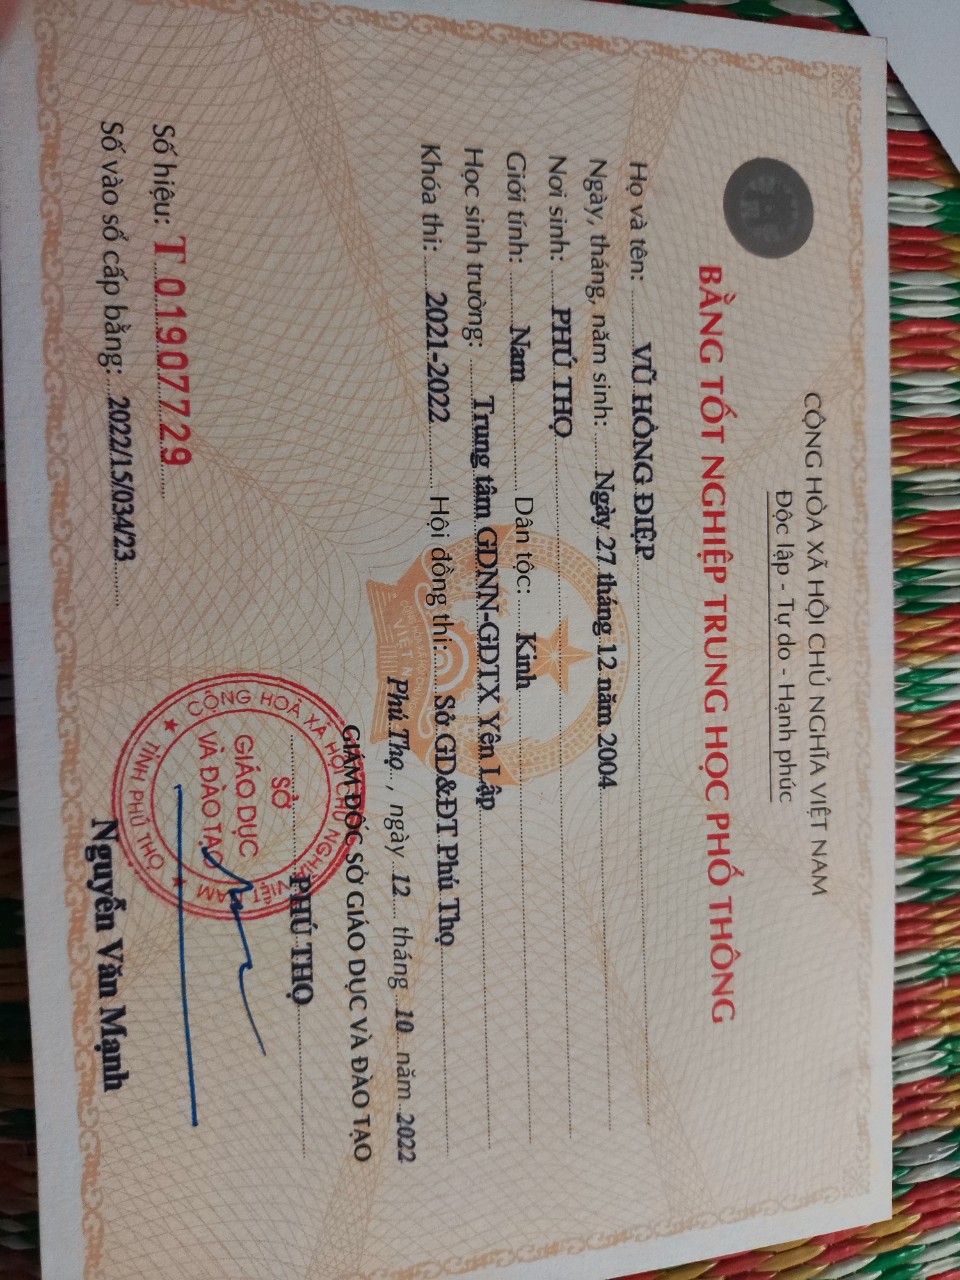 CỘNG HÒA XÃ HỘI CHỦ NGHĨA VIỆT NAM
Độc lập - Tự do - Hạnh phúc
BẰNG TỐT NGHIỆP TRUNG HỌC PHỔ THÔNG
Họ và tên: VŨ HỒNG ĐIỆP
Ngày, tháng, năm sinh: Ngày 27 tháng 12 năm 2004
Nơi sinh: PHÚ THỌ
Giới tính: Nam Dân tộc: Kinh
Học sinh trường: Trung tâm GDNN-GDTX Yên Lập
Khóa thi: 2021-2022 Hội đồng thi: Sở GD&ĐT Phú Thọ
Phú Thọ, ngày 12 tháng 10 năm 2022
GIÁM ĐỐC SỞ GIÁO DỤC VÀ ĐÀO TẠO
PHÚ THỌ
CỘNG HOÀ XÃ HỘI CHỦ NGHĨA VIỆT NAM
SỞ
GIÁO DỤC
VÀ ĐÀO TẠO
TỈNH PHÚ THỌ
Số hiệu: T 01907729
Số vào sổ cấp bằng: 2022/15/034/23
Nguyễn Văn Mạnh